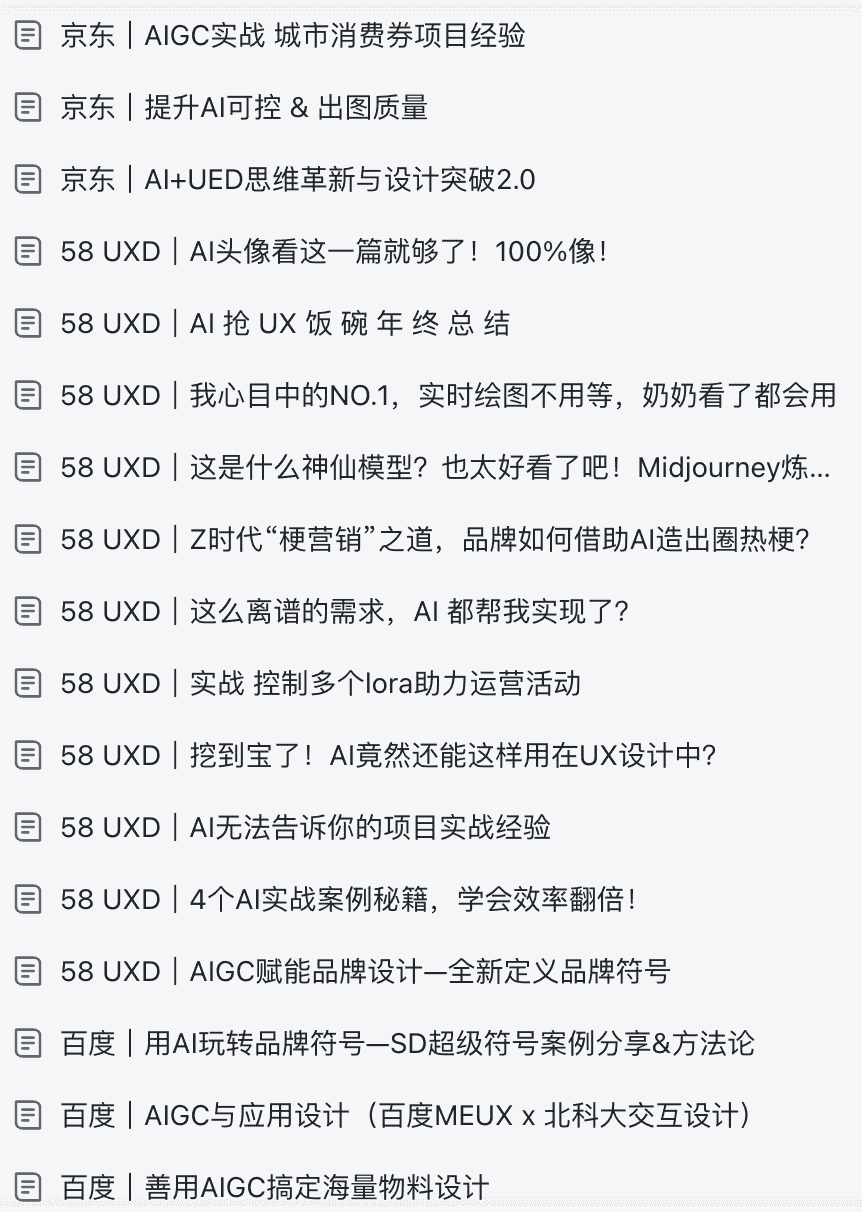 京东｜AIGC实战 城市消费券项目经验
京东｜提升AI可控 & 出图质量
京东｜AI+UED思维革新与设计突破2.0
58 UXD｜AI头像看这一篇就够了！100%像！
58 UXD｜AI 抢 UX 饭 碗 年 终 总 结
58 UXD｜我心目中的NO.1，实时绘图不用等，奶奶看了都会用
58 UXD｜这是什么神仙模型？也太好看了吧！Midjourney炼...
58 UXD｜Z时代“梗营销”之道，品牌如何借助AI造出圈热梗？
58 UXD｜这么离谱的需求，AI 都帮我实现了？
58 UXD｜实战 控制多个lora助力运营活动
58 UXD｜挖到宝了！AI竟然还能这样用在UX设计中？
58 UXD｜AI无法告诉你的项目实战经验
58 UXD｜4个AI实战案例秘籍，学会效率翻倍！
58 UXD｜AIGC赋能品牌设计—全新定义品牌符号
百度｜用AI玩转品牌符号—SD超级符号案例分享&方法论
百度｜AIGC与应用设计（百度MEUX x 北科大交互设计）
百度｜善用AIGC搞定海量物料设计